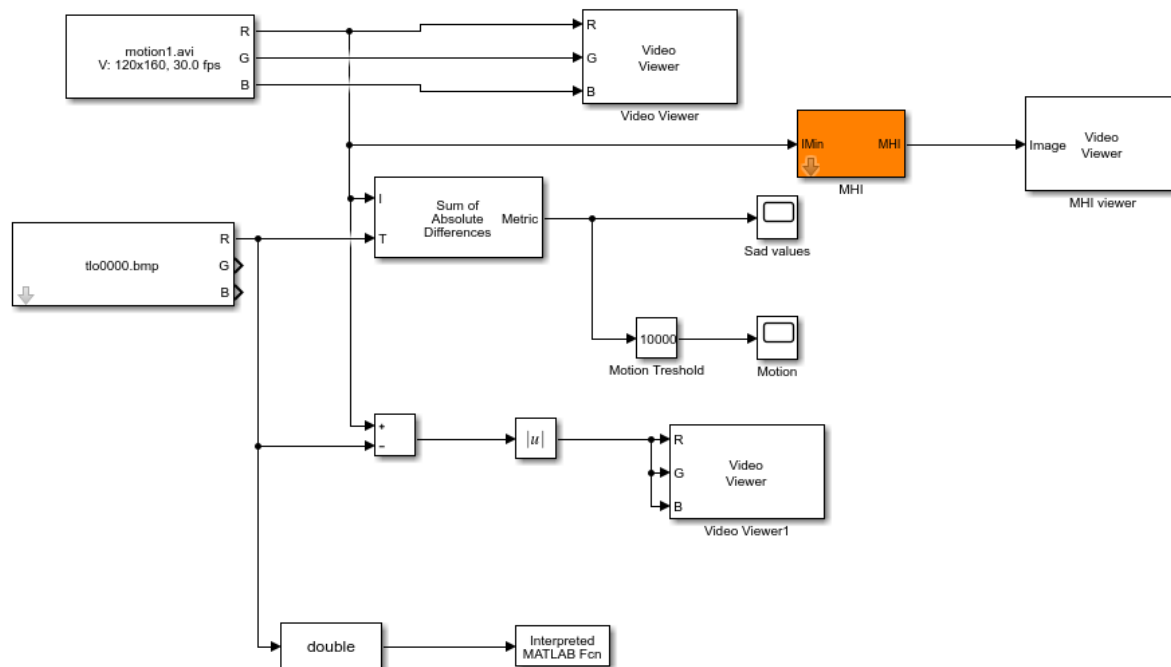 motion1.avi
V: 120x160, 30.0 fps
R
G
B
R
G
B
Video
Viewer
Video Viewer
IMin
MHI
MHI
Image
Video
Viewer
MHI viewer
I
T
Sum of
Absolute
Differences
Metric
Sad values
tlo0000.bmp
R
G
B
10000
Motion Treshold
Motion
+
−
|u|
R
G
B
Video
Viewer
Video Viewer1
double
Interpreted
MATLAB Fcn